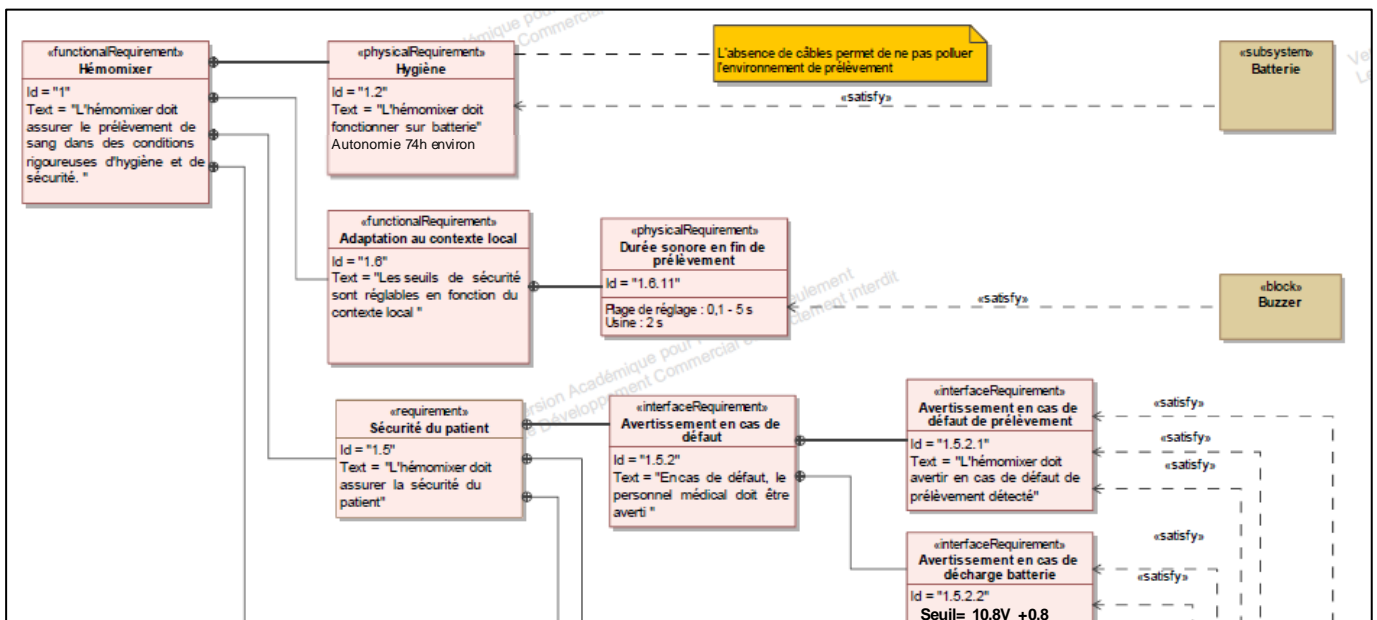 «functionalRequirement»
Hémomixer
Id = "1"
Text = "L'hémomixer doit
assurer le prélèvement de
sang dans des conditions
rigoureuses d'hygiène et de
sécurité. "
«physicalRequirement»
Hygiène
Id = "1.2"
Text = "L'hémomixer doit
fonctionner sur batterie"
Autonomie 74h environ
L'absence de câbles permet de ne pas polluer
l'environnement de prélèvement
«satisfy»
«subsystem»
Batterie
«functionalRequirement»
Adaptation au contexte local
Id = "1.6"
Text = "Les seuils de sécurité
sont réglables en fonction du
contexte local "
«physicalRequirement»
Durée sonore en fin de
prélèvement
Id = "1.6.11"
Plage de réglage : 0,1 - 5 s
Usine : 2 s
«satisfy»
«block»
Buzzer
«requirement»
Sécurité du patient
Id = "1.5"
Text = "L'hémomixer doit
assurer la sécurité du
patient"
«interfaceRequirement»
Avertissement en cas de
défaut
Id = "1.5.2"
Text = "En cas de défaut, le
personnel médical doit être
averti "
«interfaceRequirement»
Avertissement en cas de
défaut de prélèvement
Id = "1.5.2.1"
Text = "L'hémomixer doit
avertir en cas de défaut de
prélèvement détecté"
«satisfy»
«satisfy»
«satisfy»
«interfaceRequirement»
Avertissement en cas de
décharge batterie
Id = "1.5.2.2"
Seuil= 10.8V +0.8
«satisfy»
«satisfy»